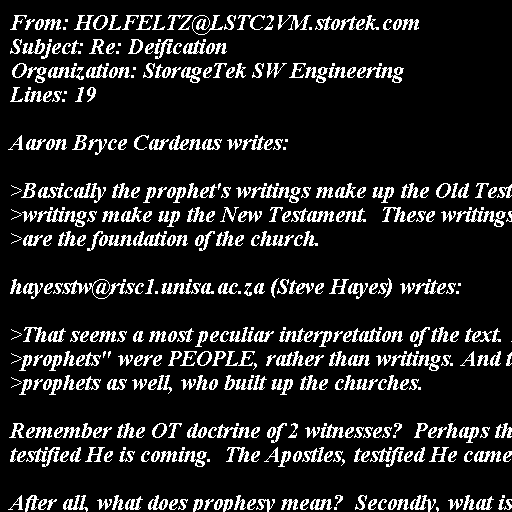 From: HOLFELTZ@LSTC2VM.stortek.com
Subject: Re: Deification
Organization: StorageTek SW Engineering
Lines: 19

Aaron Bryce Cardenas writes:

>Basically the prophet's writings make up the Old Test
>writings make up the New Testament.  These writings
>are the foundation of the church.

hayesstw@risc1.unisa.ac.za (Steve Hayes) writes:

>That seems a most peculiar interpretation of the text.
>prophets" were PEOPLE, rather than writings. And t
>prophets as well, who built up the churches.

Remember the OT doctrine of 2 witnesses?  Perhaps th
testified He is coming.  The Apostles, testified He came

After all, what does prophesy mean?  Secondly, what is